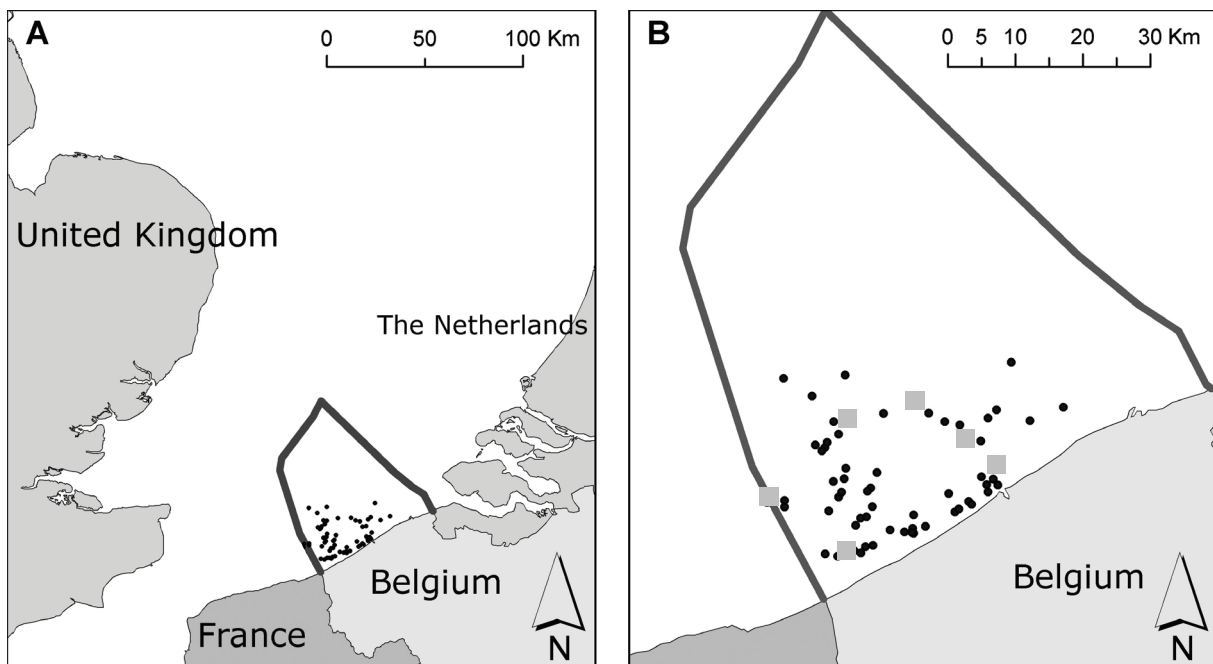 A
0 50 100 Km
United Kingdom
The Netherlands
Belgium
France
N
B
0 5 10 20 30 Km
Belgium
N